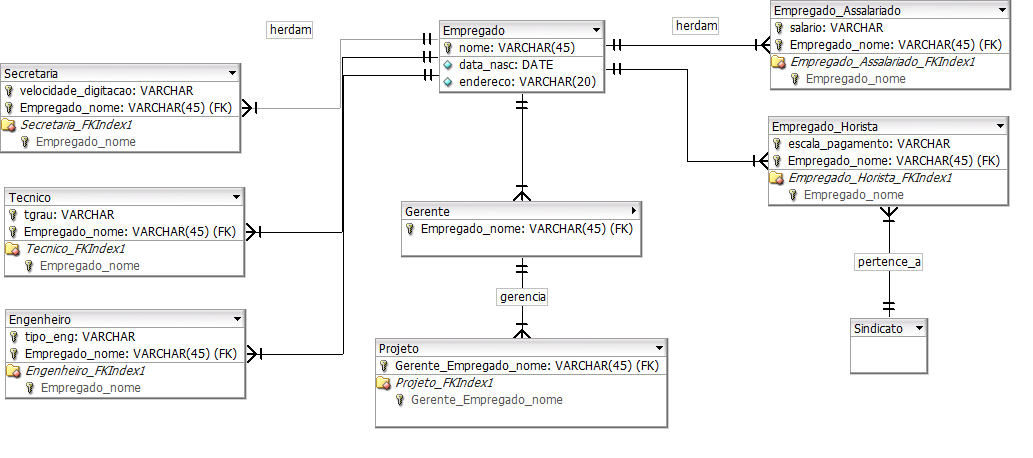 herdam
Empregado
nome: VARCHAR(45)
data_nasc: DATE
endereco: VARCHAR(20)
herdam
Empregado_Assalariado
salario: VARCHAR
Empregado_nome: VARCHAR(45) (FK)
Empregado_Assalariado_FKIndex1
Empregado_nome
Secretaria
velocidade_digitacao: VARCHAR
Empregado_nome: VARCHAR(45) (FK)
Secretaria_FKIndex1
Empregado_nome
Empregado_Horista
escala_pagamento: VARCHAR
Empregado_nome: VARCHAR(45) (FK)
Empregado_Horista_FKIndex1
Empregado_nome
Tecnico
tgrau: VARCHAR
Empregado_nome: VARCHAR(45) (FK)
Tecnico_FKIndex1
Empregado_nome
Gerente
Empregado_nome: VARCHAR(45) (FK)
pertence_a
gerencia
Engenheiro
tipo_eng: VARCHAR
Empregado_nome: VARCHAR(45) (FK)
Engenheiro_FKIndex1
Empregado_nome
Projeto
Gerente_Empregado_nome: VARCHAR(45) (FK)
Projeto_FKIndex1
Gerente_Empregado_nome
Sindicato